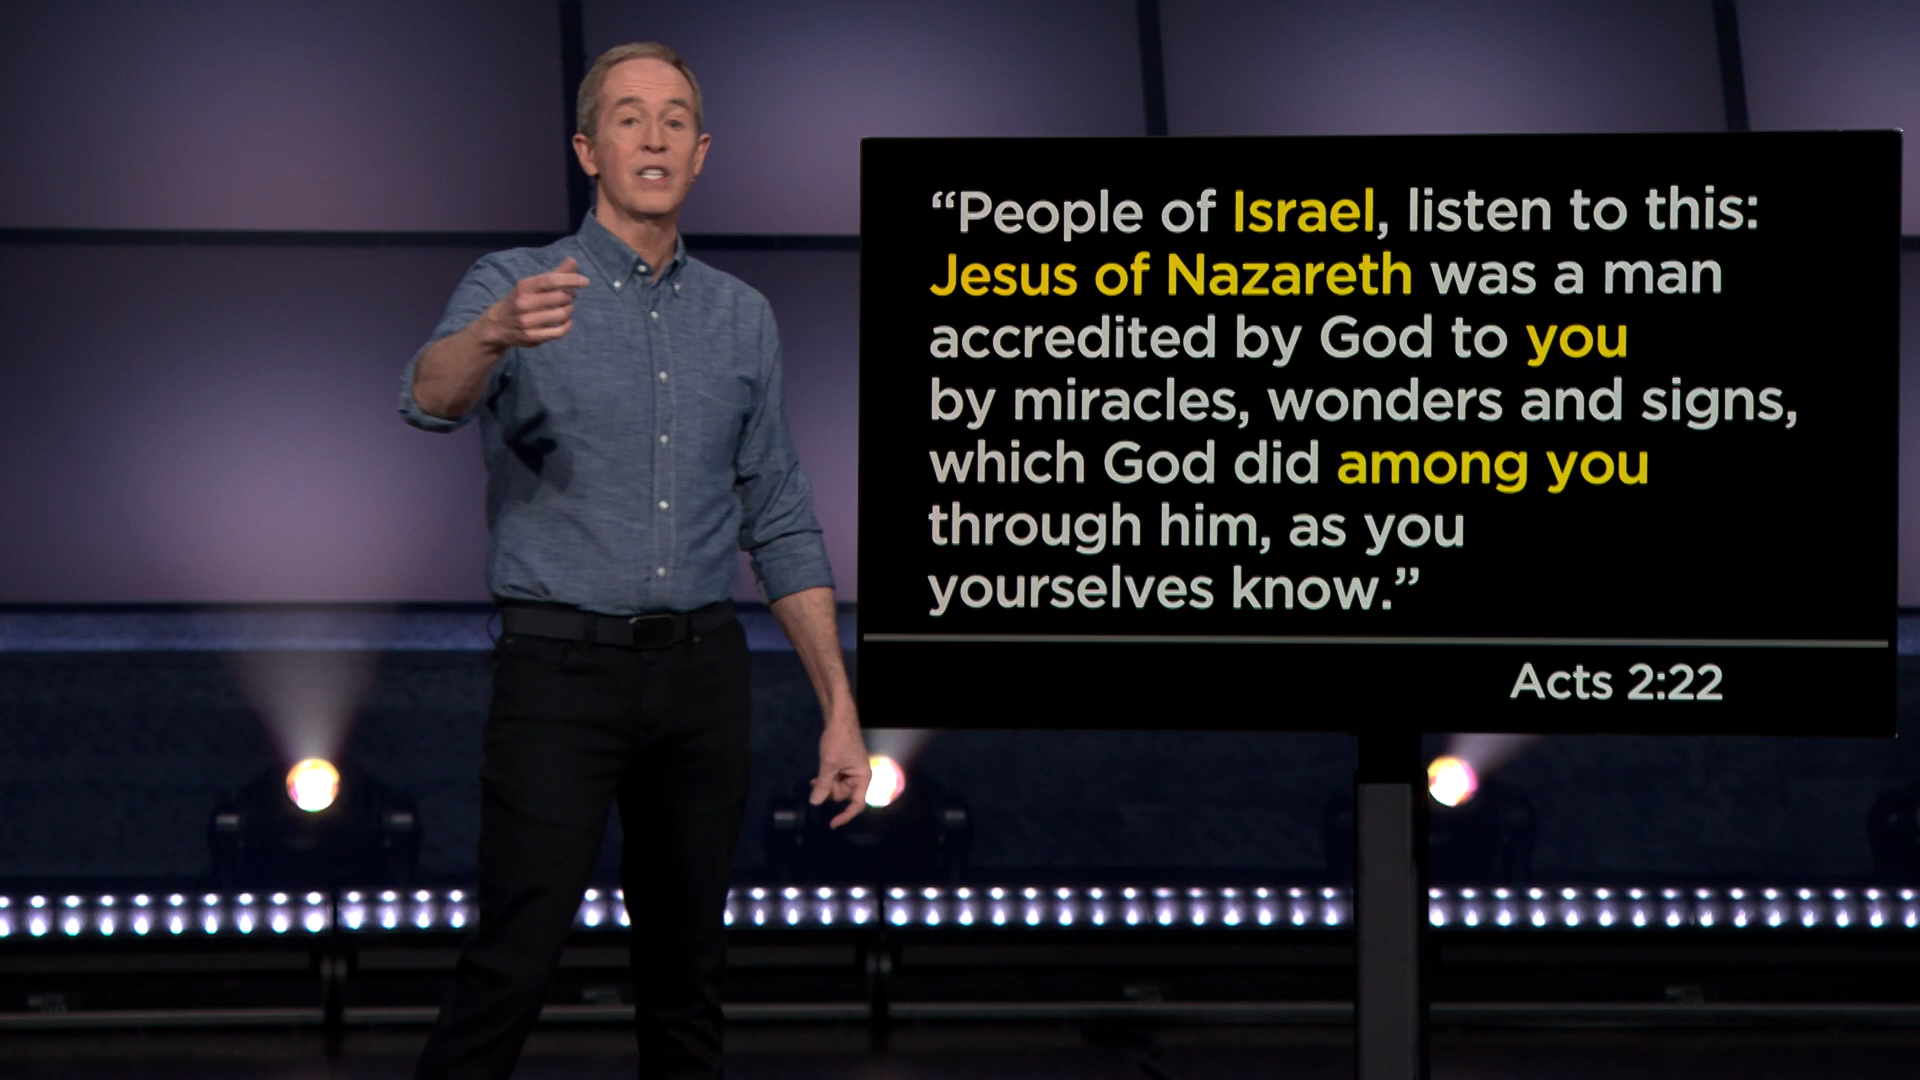 “People of Israel, listen to this:
Jesus of Nazareth was a man
accredited by God to you
by miracles, wonders and signs,
which God did among you
through him, as you
yourselves know.”
Acts 2:22